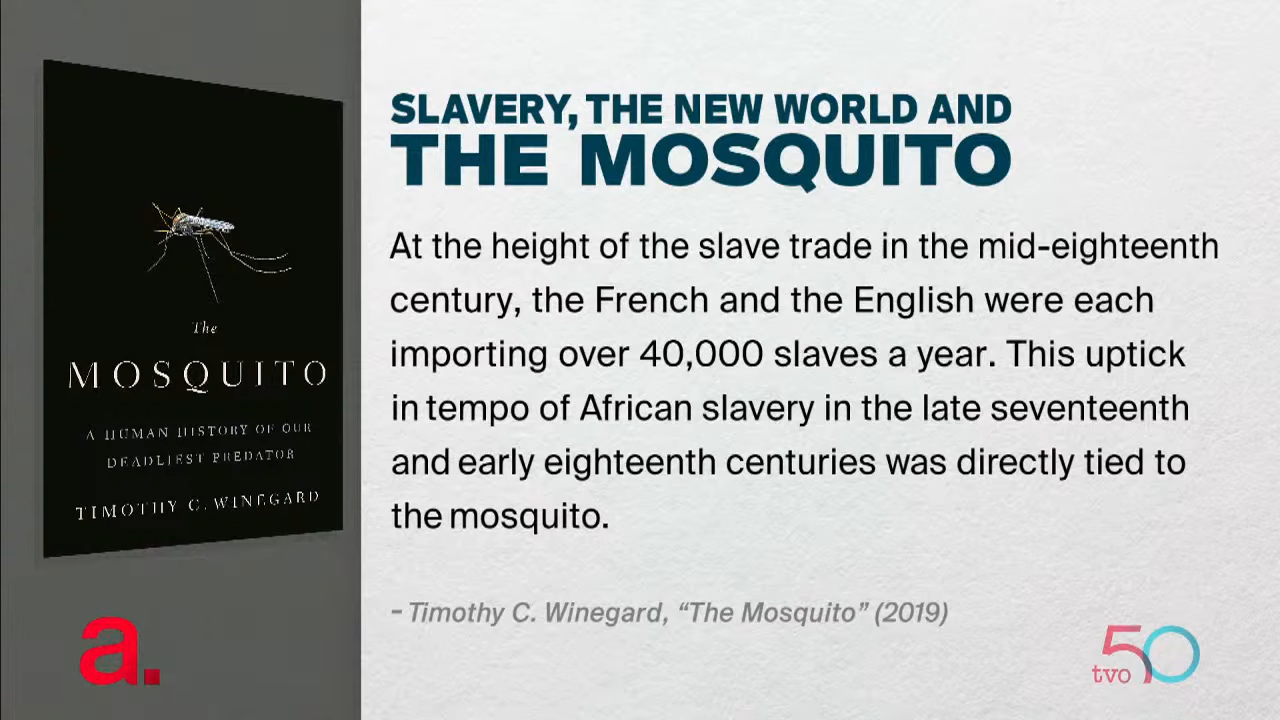 The
MOSQUITO
A HUMAN HISTORY OF OUR
DEADLIEST PREDATOR
TIMOTHY C. WINEGARD
a.
SLAVERY, THE NEW WORLD AND
THE MOSQUITO
At the height of the slave trade in the mid-eighteenth
century, the French and the English were each
importing over 40,000 slaves a year. This uptick
in tempo of African slavery in the late seventeenth
and early eighteenth centuries was directly tied to
the mosquito.
– Timothy C. Winegard, “The Mosquito” (2019)
tvo 50